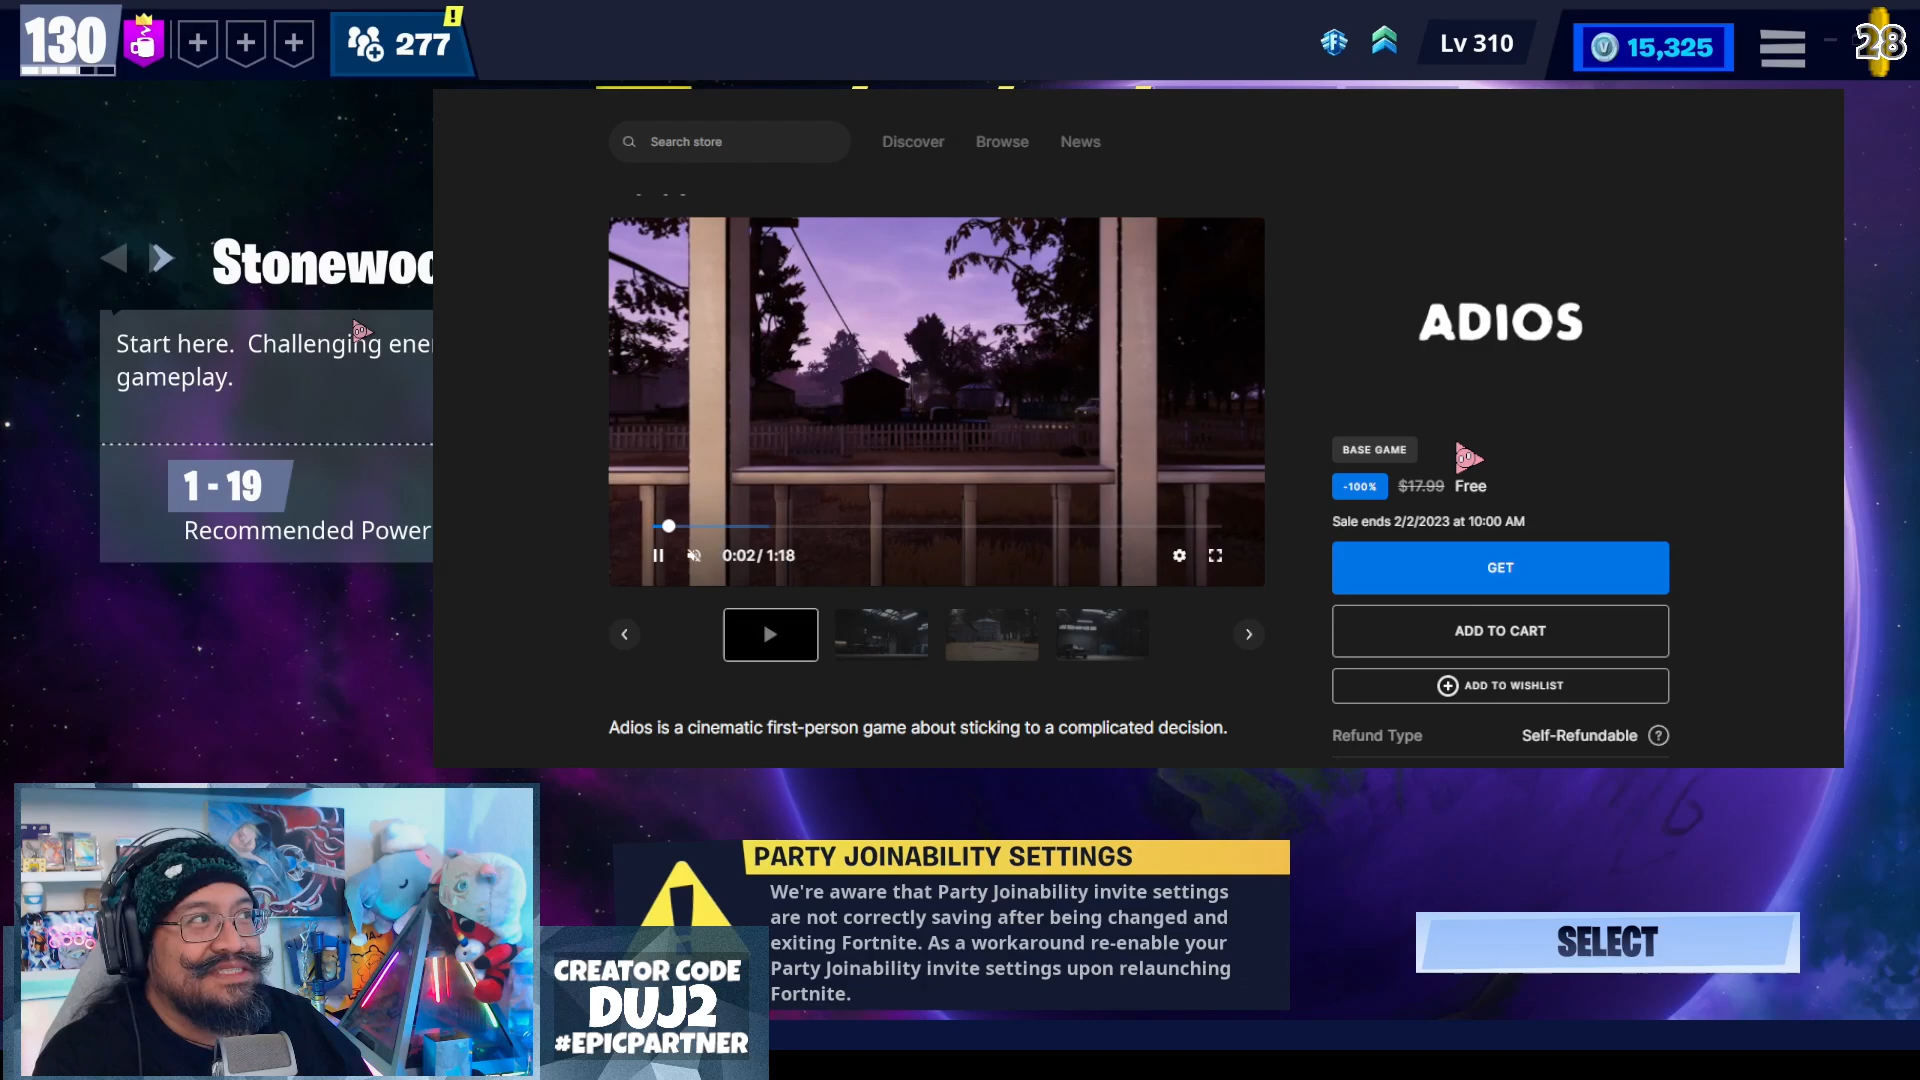 130
277
!
Lv 310
15,325
28
Search store
Discover
Browse
News
Stonewoo
Start here. Challenging ene
gameplay.
1 - 19
Recommended Power
ADIOS
BASE GAME
-100%
$17.99
Free
Sale ends 2/2/2023 at 10:00 AM
GET
ADD TO CART
ADD TO WISHLIST
Refund Type
Self-Refundable
?
0:02 / 1:18
Adios is a cinematic first-person game about sticking to a complicated decision.
PARTY JOINABILITY SETTINGS
We're aware that Party Joinability invite settings
are not correctly saving after being changed and
exiting Fortnite. As a workaround re-enable your
Party Joinability invite settings upon relaunching
Fortnite.
SELECT
CREATOR CODE
DUJ2
#EPICPARTNER